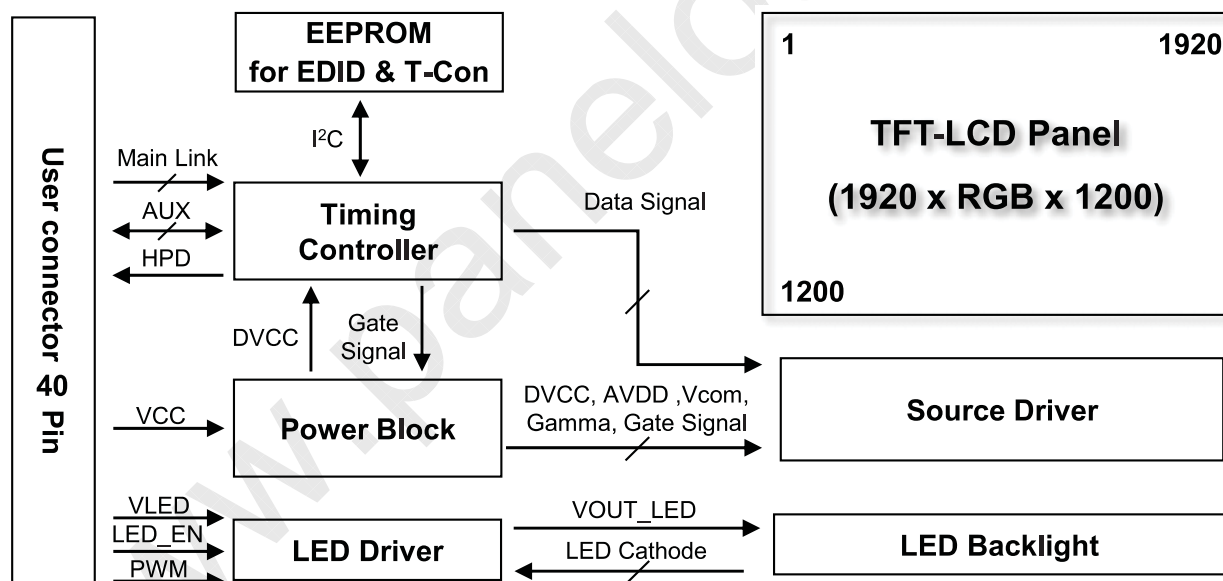 EEPROM
for EDID & T-Con
1 1920
TFT-LCD Panel
(1920 x RGB x 1200)
1200
User connector 40 Pin
I²C
Main Link
AUX
HPD
Timing
Controller
Data Signal
DVCC
Gate
Signal
VCC
Power Block
DVCC, AVDD ,Vcom,
Gamma, Gate Signal
Source Driver
VLED
LED_EN
PWM
LED Driver
VOUT_LED
LED Cathode
LED Backlight